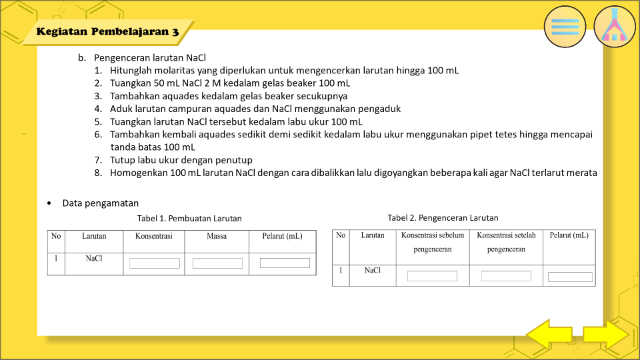 Kegiatan Pembelajaran 3
b. Pengenceran larutan NaCl
1. Hitunglah molaritas yang diperlukan untuk mengencerkan larutan hingga 100 mL
2. Tuangkan 50 mL NaCl 2 M kedalam gelas beaker 100 mL
3. Tambahkan aquades kedalam gelas beaker secukupnya
4. Aduk larutan campuran aquades dan NaCl menggunakan pengaduk
5. Tuangkan larutan NaCl tersebut kedalam labu ukur 100 mL
6. Tambahkan kembali aquades sedikit demi sedikit kedalam labu ukur menggunakan pipet tetes hingga mencapai
tanda batas 100 mL
7. Tutup labu ukur dengan penutup
8. Homogenkan 100 mL larutan NaCl dengan cara dibalikkan lalu digoyangkan beberapa kali agar NaCl terlarut merata
• Data pengamatan
Tabel 1. Pembuatan Larutan
No Larutan Konsentrasi Massa Pelarut (mL)
1 NaCl
Tabel 2. Pengenceran Larutan
No Larutan Konsentrasi sebelum Konsentrasi setelah Pelarut (mL)
pengenceran pengenceran
1 NaCl